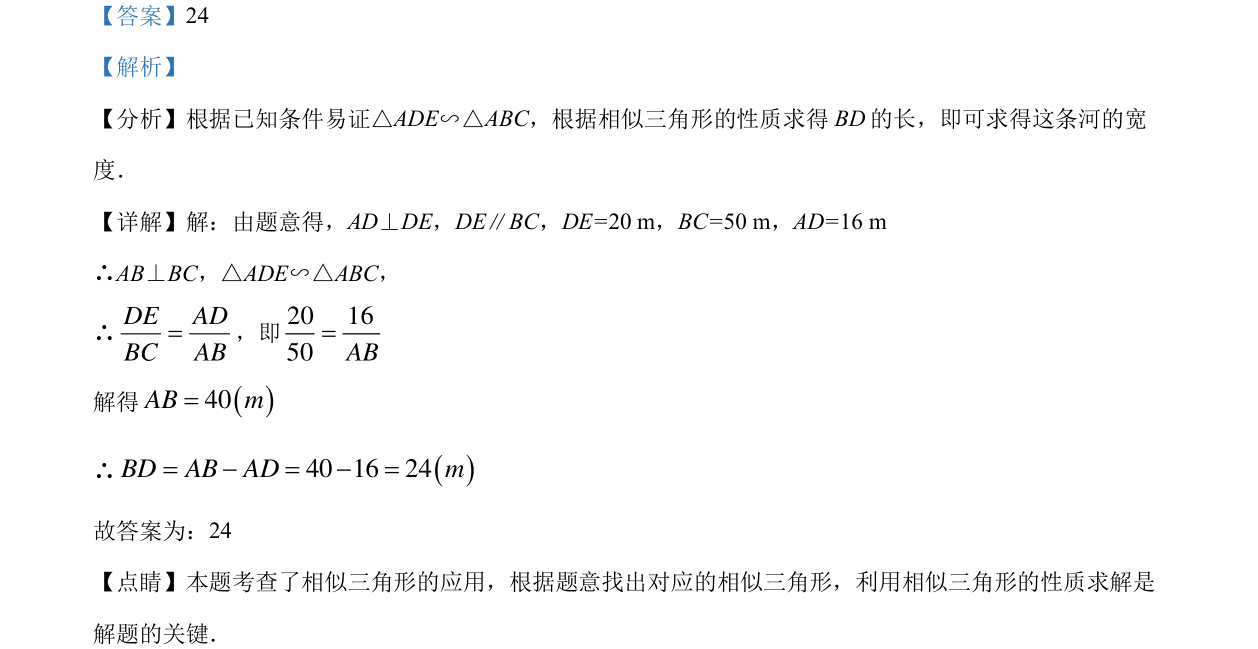 【答案】24
【解析】
【分析】根据已知条件易证△ADE∽△ABC，根据相似三角形的性质求得 BD 的长，即可求得这条河的宽
度．
【详解】解：由题意得，AD⊥DE，DE∥BC，DE=20 m，BC=50 m，AD=16 m
∴AB⊥BC，△ADE∽△ABC，
∴ DE/BC = AD/AB ，即 20/50 = 16/AB
解得 AB = 40(m)
∴ BD = AB − AD = 40 −16 = 24(m)
故答案为：24
【点睛】本题考查了相似三角形的应用，根据题意找出对应的相似三角形，利用相似三角形的性质求解是
解题的关键．